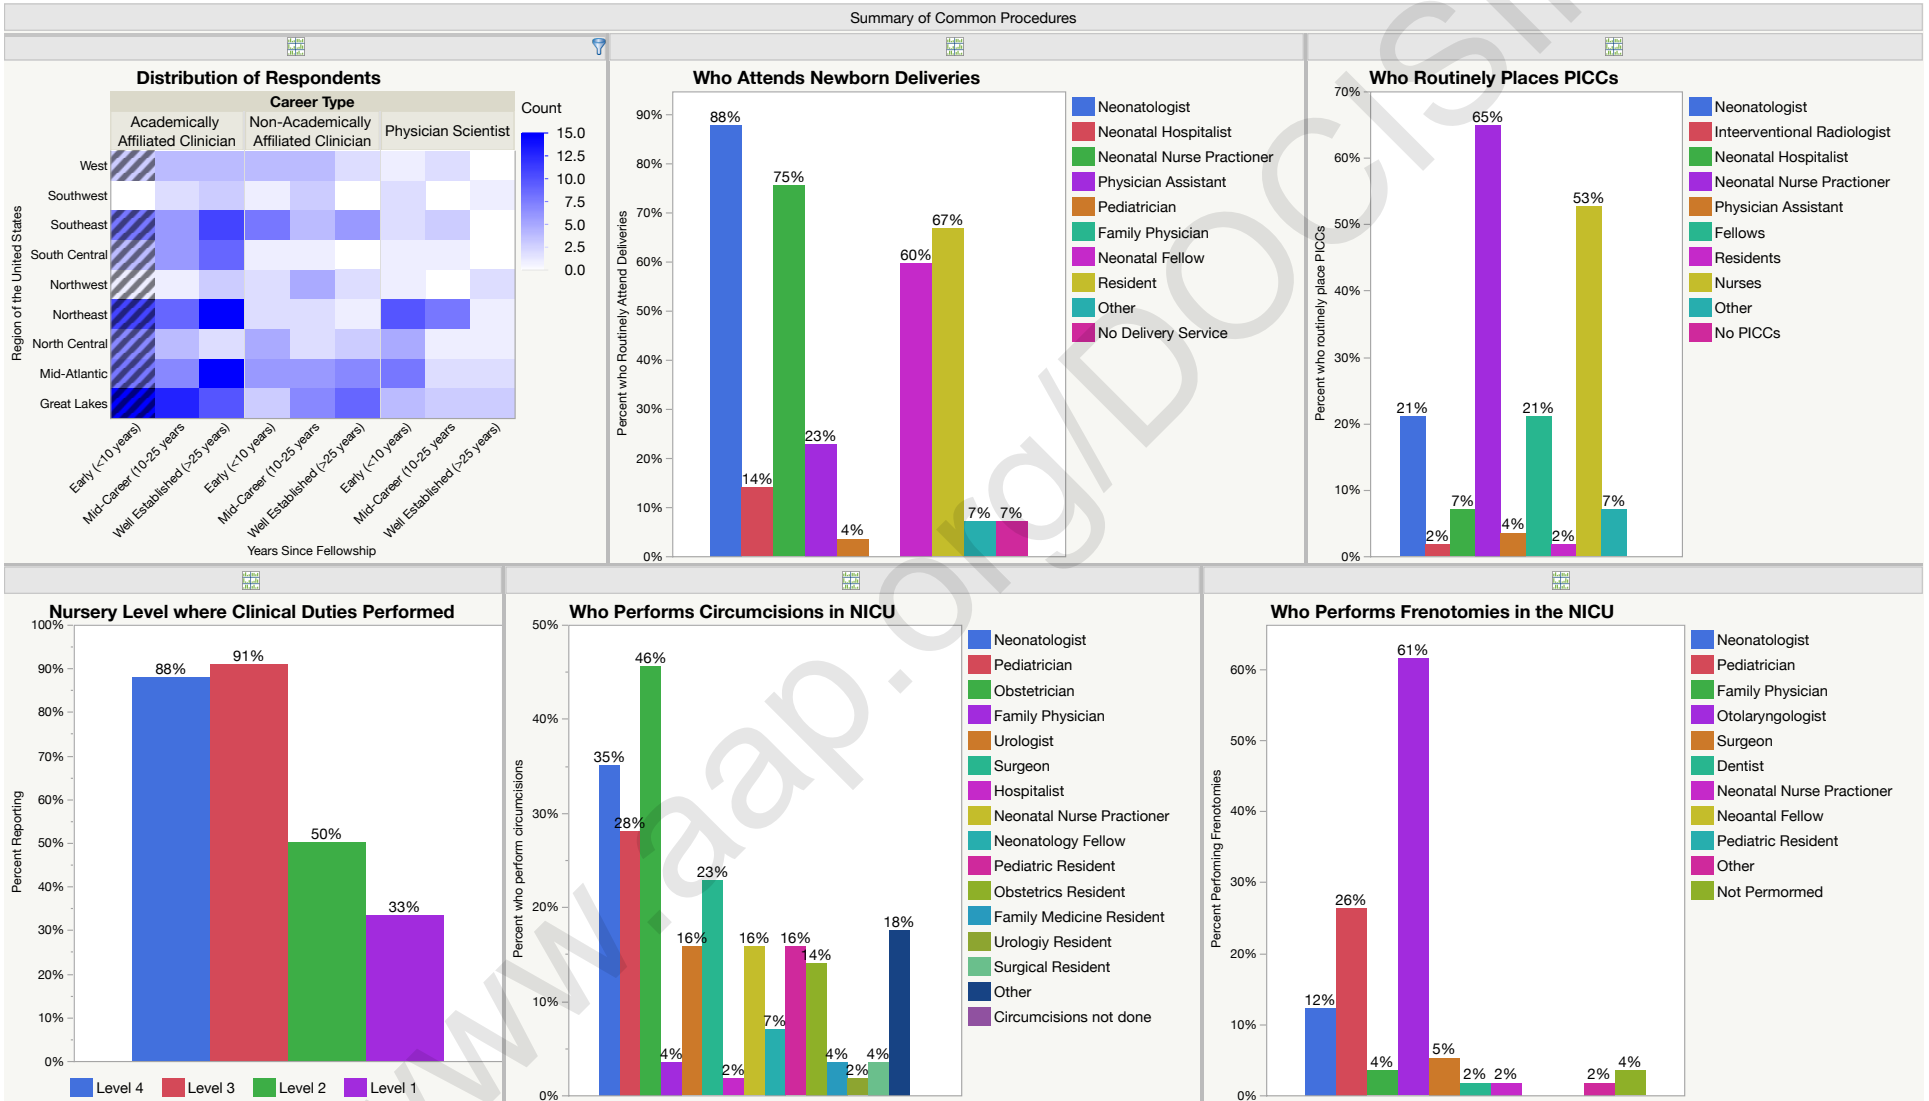 Summary of Common Procedures
Distribution of Respondents
Career Type
Academically
Affiliated Clinician
Non-Academically
Affiliated Clinician
Physician Scientist
Count
15.0
12.5
10.0
7.5
5.0
2.5
0.0
Region of the United States
West
Southwest
Southeast
South Central
Northwest
Northeast
North Central
Mid-Atlantic
Great Lakes
Early (<10 years)
Mid-Career (10-25 years
Well Established (>25 years)
Early (<10 years)
Mid-Career (10-25 years
Well Established (>25 years)
Early (<10 years)
Mid-Career (10-25 years
Well Established (>25 years)
Years Since Fellowship
Who Attends Newborn Deliveries
Percent who Routinely Attend Deliveries
90%
80%
70%
60%
50%
40%
30%
20%
10%
0%
88%
14%
75%
23%
4%
60%
67%
7%
7%
Neonatologist
Neonatal Hospitalist
Neonatal Nurse Practioner
Physician Assistant
Pediatrician
Family Physician
Neonatal Fellow
Resident
Other
No Delivery Service
Who Routinely Places PICCs
Percent who routinely place PICCs
70%
60%
50%
40%
30%
20%
10%
0%
21%
2%
7%
65%
4%
21%
2%
53%
7%
Neonatologist
Inteerventional Radiologist
Neonatal Hospitalist
Neonatal Nurse Practioner
Physician Assistant
Fellows
Residents
Nurses
Other
No PICCs
Nursery Level where Clinical Duties Performed
Percent Reporting
100%
90%
80%
70%
60%
50%
40%
30%
20%
10%
0%
88%
91%
50%
33%
Level 4
Level 3
Level 2
Level 1
Who Performs Circumcisions in NICU
Percent who perform circumcisions
50%
40%
30%
20%
10%
0%
35%
28%
46%
4%
16%
23%
2%
16%
7%
16%
14%
4%
2%
4%
18%
Neonatologist
Pediatrician
Obstetrician
Family Physician
Urologist
Surgeon
Hospitalist
Neonatal Nurse Practioner
Neonatology Fellow
Pediatric Resident
Obstetrics Resident
Family Medicine Resident
Urologiy Resident
Surgical Resident
Other
Circumcisions not done
Who Performs Frenotomies in the NICU
Percent Perfoming Frenotomies
60%
50%
40%
30%
20%
10%
0%
12%
26%
4%
61%
5%
2%
2%
2%
4%
Neonatologist
Pediatrician
Family Physician
Otolaryngologist
Surgeon
Dentist
Neonatal Nurse Practioner
Neoantal Fellow
Pediatric Resident
Other
Not Permormed